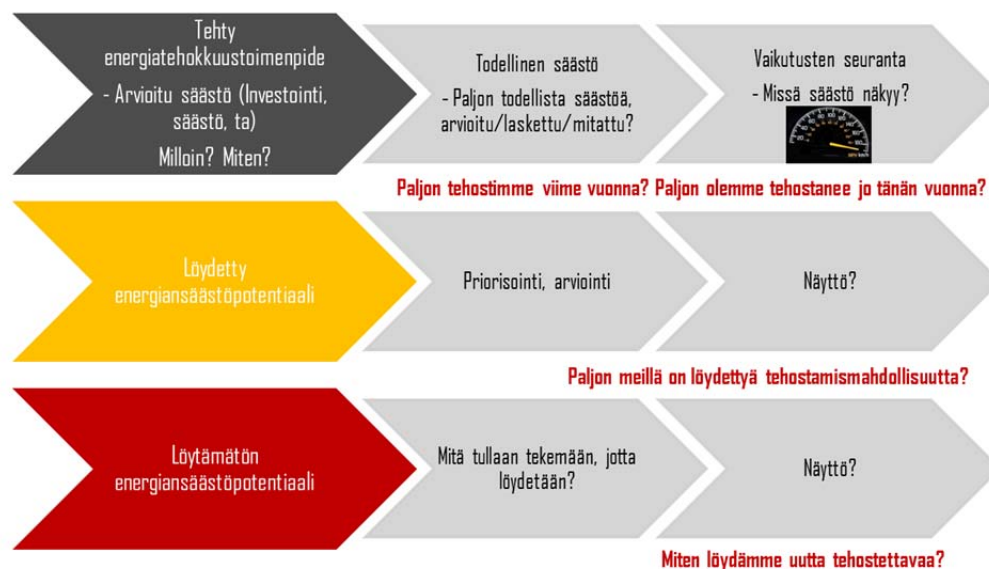 Tehty
energiatehokkuustoimenpide
- Arvioitu säästö (Investointi,
säästö, ta)
Milloin? Miten?
Todellinen säästö
- Paljon todellista säästöä,
arvioitu/laskettu/mitattu?
Vaikutusten seuranta
- Missä säästö näkyy?
Paljon tehostimme viime vuonna? Paljon olemme tehostanee jo tänän vuonna?
Löydetty
energiansäästöpotentiaali
Priorisointi, arviointi
Näyttö?
Paljon meillä on löydettyä tehostamismahdollisuutta?
Löytämätön
energiansäästöpotentiaali
Mitä tullaan tekemään, jotta
löydetään?
Näyttö?
Miten löydämme uutta tehostettavaa?